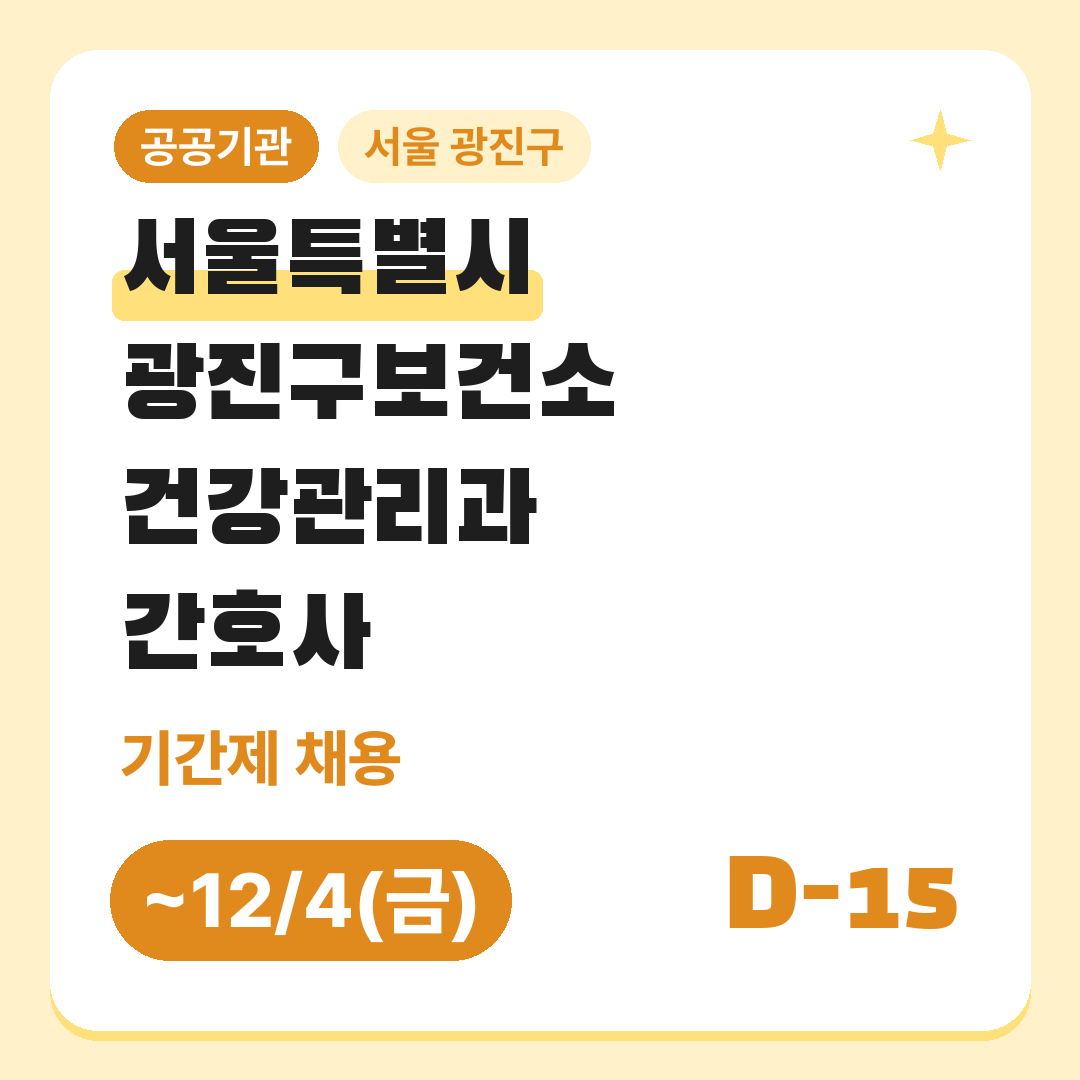 공공기관 서울 광진구
서울특별시
광진구보건소
건강관리과
간호사
기간제 채용
~12/4(금) D-15